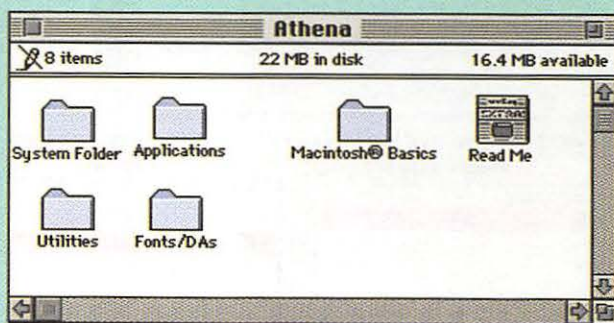 Athena
8 items 22 MB in disk 16.4 MB available
System Folder Applications Macintosh® Basics Read Me
Utilities Fonts/DAs